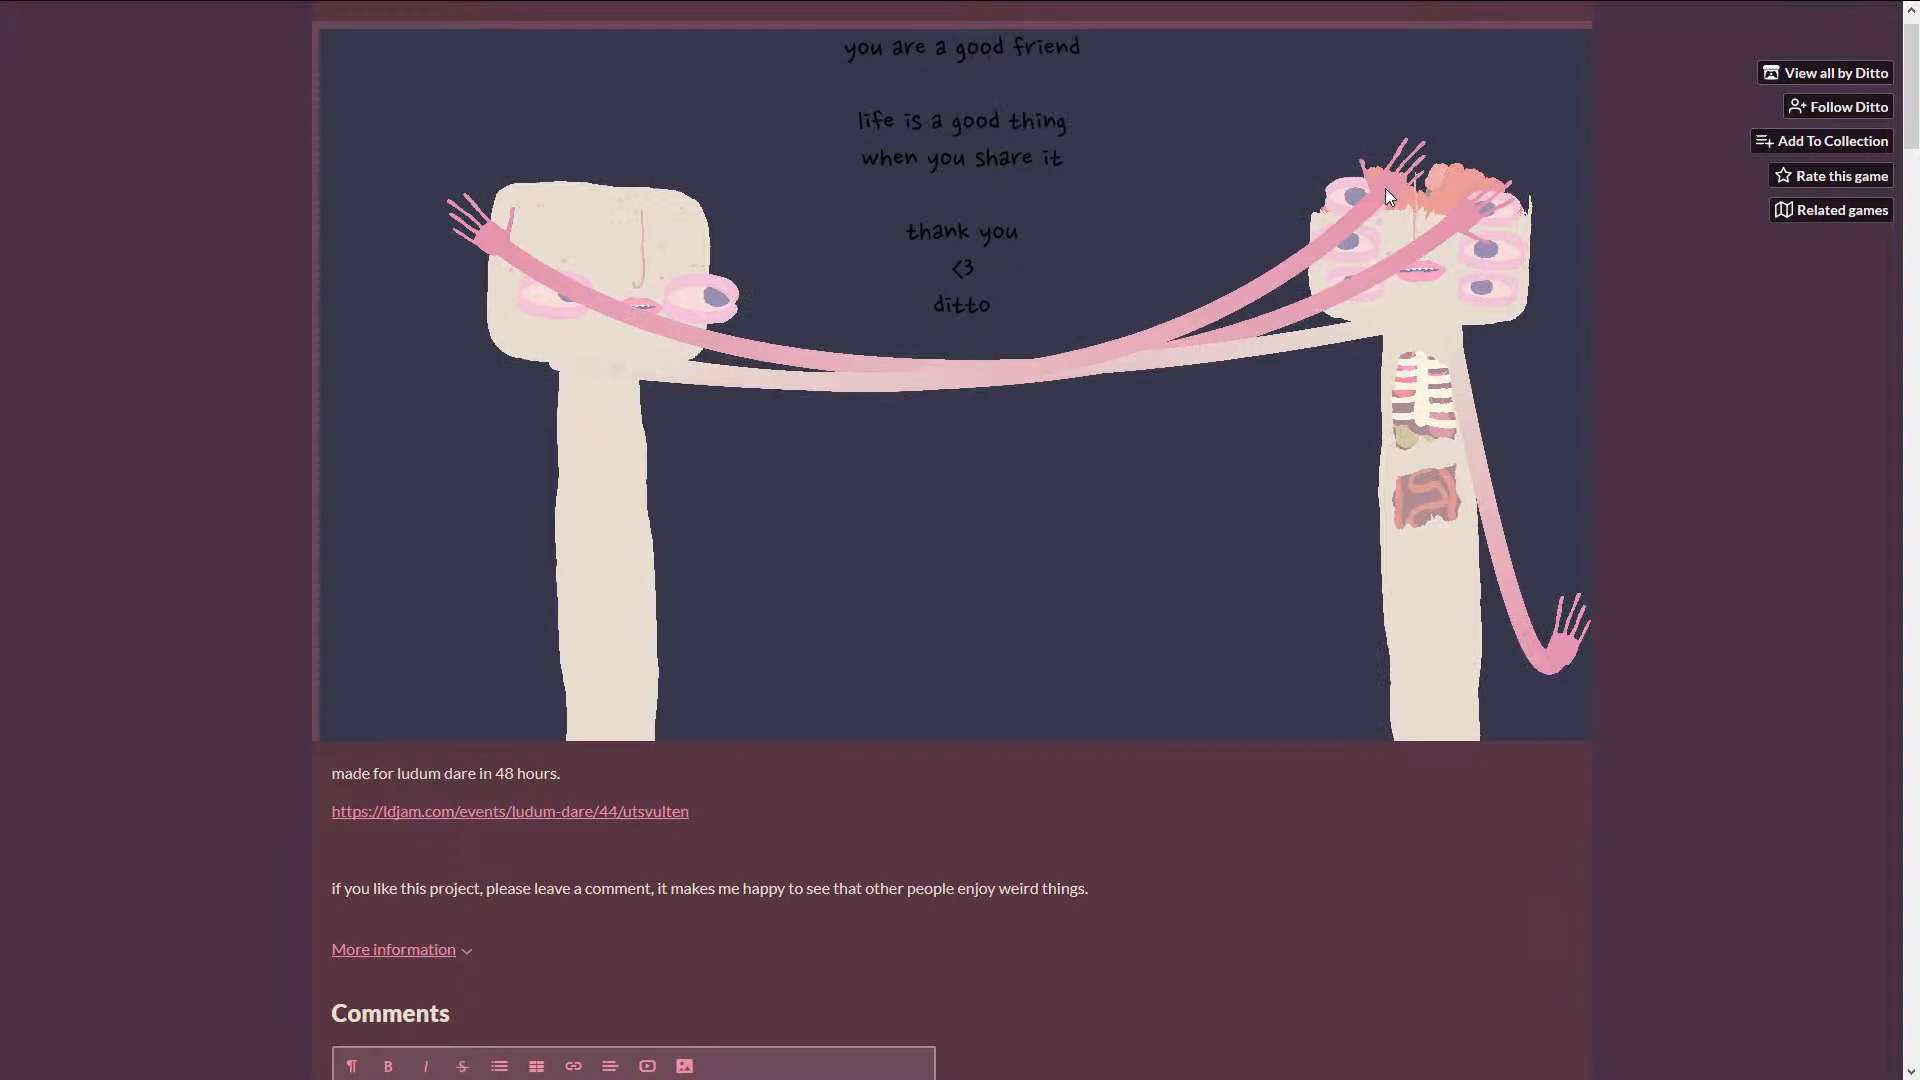 you are a good friend
life is a good thing
when you share it
thank you
<3
ditto
View all by Ditto
Follow Ditto
Add To Collection
Rate this game
Related games
made for ludum dare in 48 hours.
https://ldjam.com/events/ludum-dare/44/utsvulten
if you like this project, please leave a comment, it makes me happy to see that other people enjoy weird things.
More information
Comments
¶ B I S